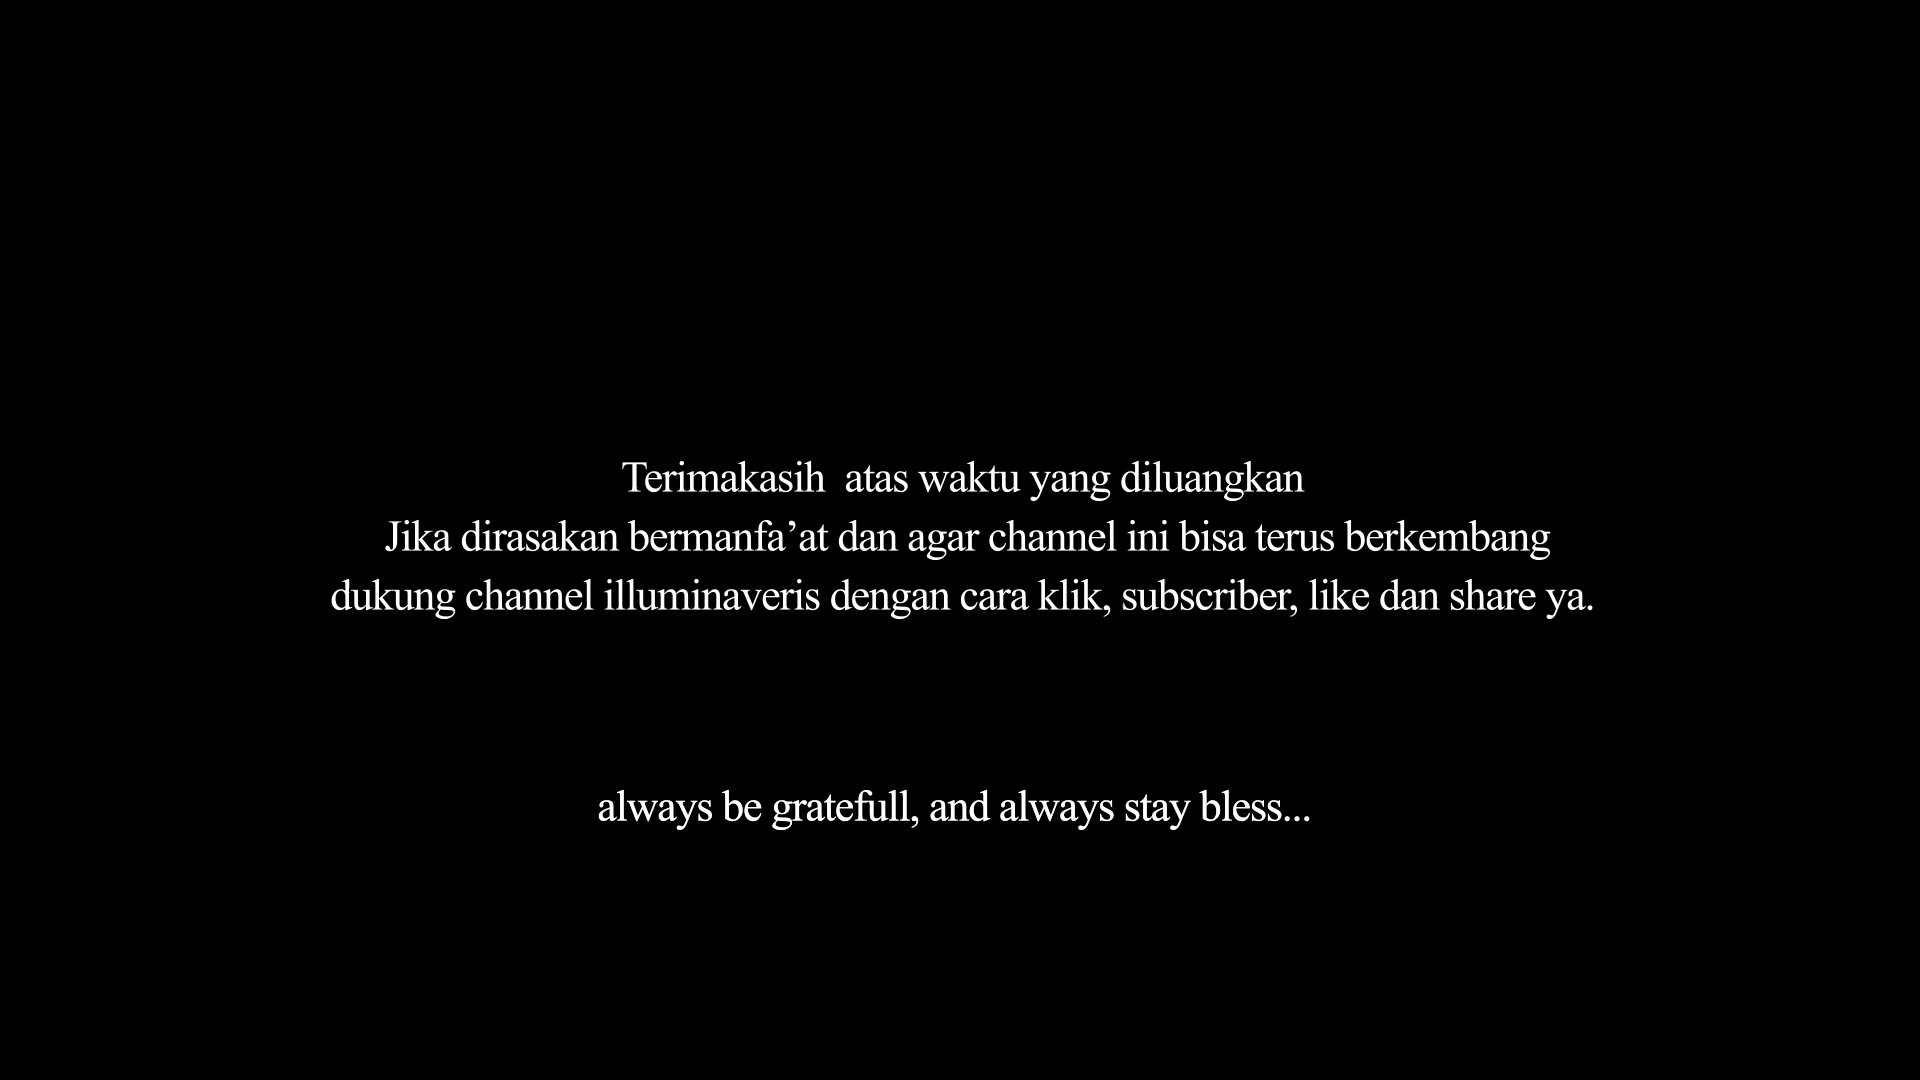 Terimakasih  atas waktu yang diluangkan
Jika dirasakan bermanfa’at dan agar channel ini bisa terus berkembang
dukung channel illuminaveris dengan cara klik, subscriber, like dan share ya.
always be gratefull, and always stay bless...